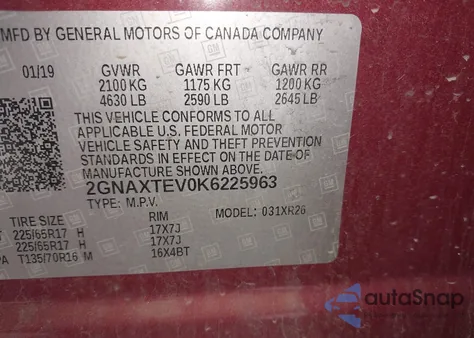 MFD BY GENERAL MOTORS OF CANADA COMPANY
01/19 GVWR GAWR FRT GAWR RR
2100 KG 1175 KG 1200 KG
4630 LB 2590 LB 2645 LB
THIS VEHICLE CONFORMS TO ALL
APPLICABLE U.S. FEDERAL MOTOR
VEHICLE SAFETY AND THEFT
PREVENTION STANDARDS
IN EFFECT ON THE DATE OF
MANUFACTURE SHOWN ABOVE.
2GNAXTEV0K6225963
TYPE: M.P.V. MODEL: 031XR26
TIRE SIZE RIM
225/65R17 H 17X7J
225/65R17 H 17X7J
PA T135/70R16 M 16X4BT
GM
autoSnap